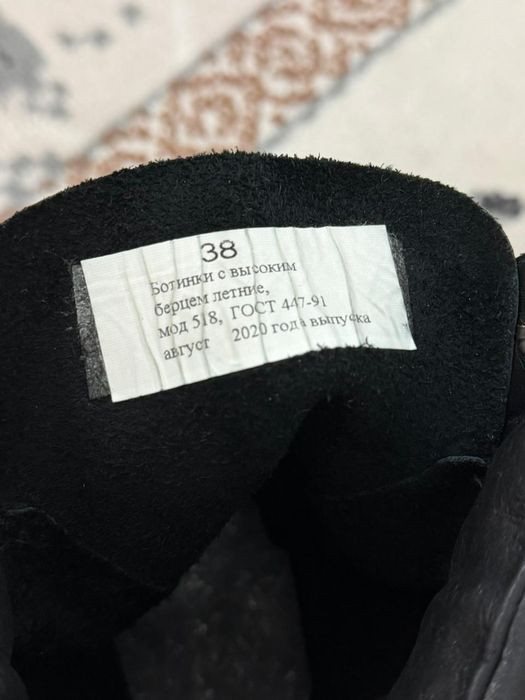 38
Ботинки с высоким
берцем летние,
мод 518, ГОСТ 447-91
август 2020 года выпуска